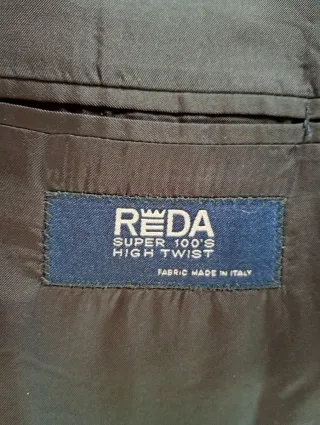 REDA
SUPER 100'S
HIGH TWIST
FABRIC MADE IN ITALY